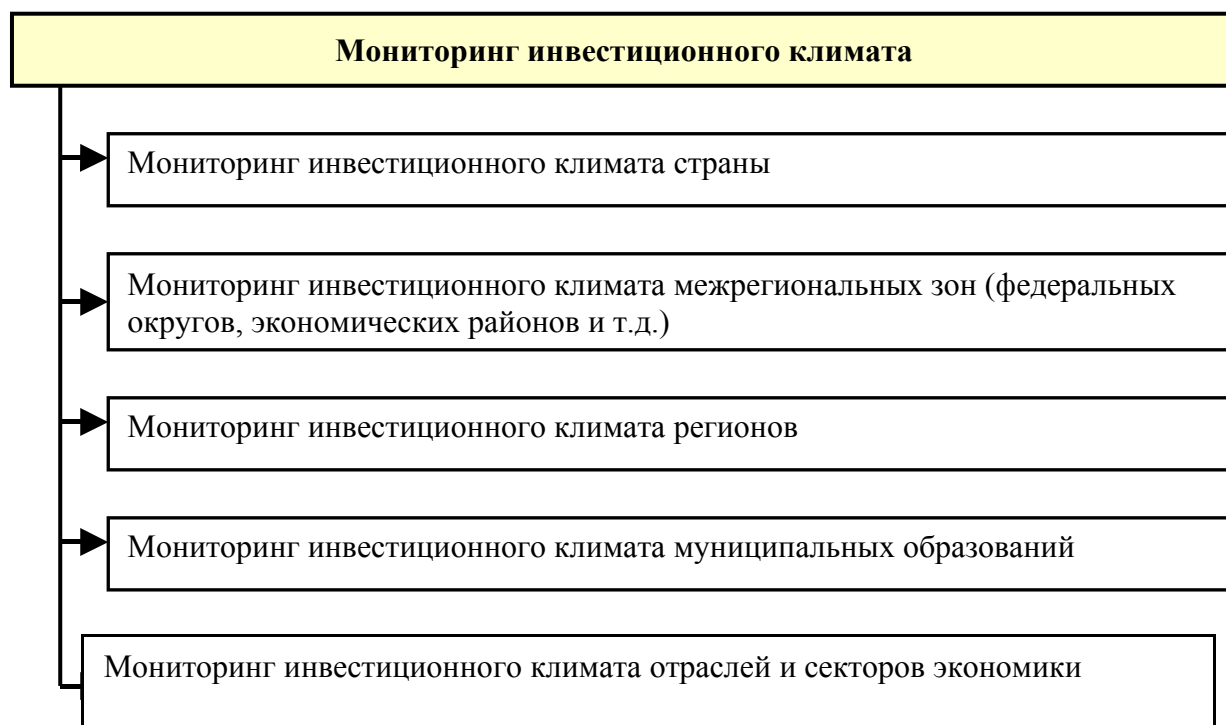 Мониторинг инвестиционного климата
Мониторинг инвестиционного климата страны
Мониторинг инвестиционного климата межрегиональных зон (федеральных
округов, экономических районов и т.д.)
Мониторинг инвестиционного климата регионов
Мониторинг инвестиционного климата муниципальных образований
Мониторинг инвестиционного климата отраслей и секторов экономики